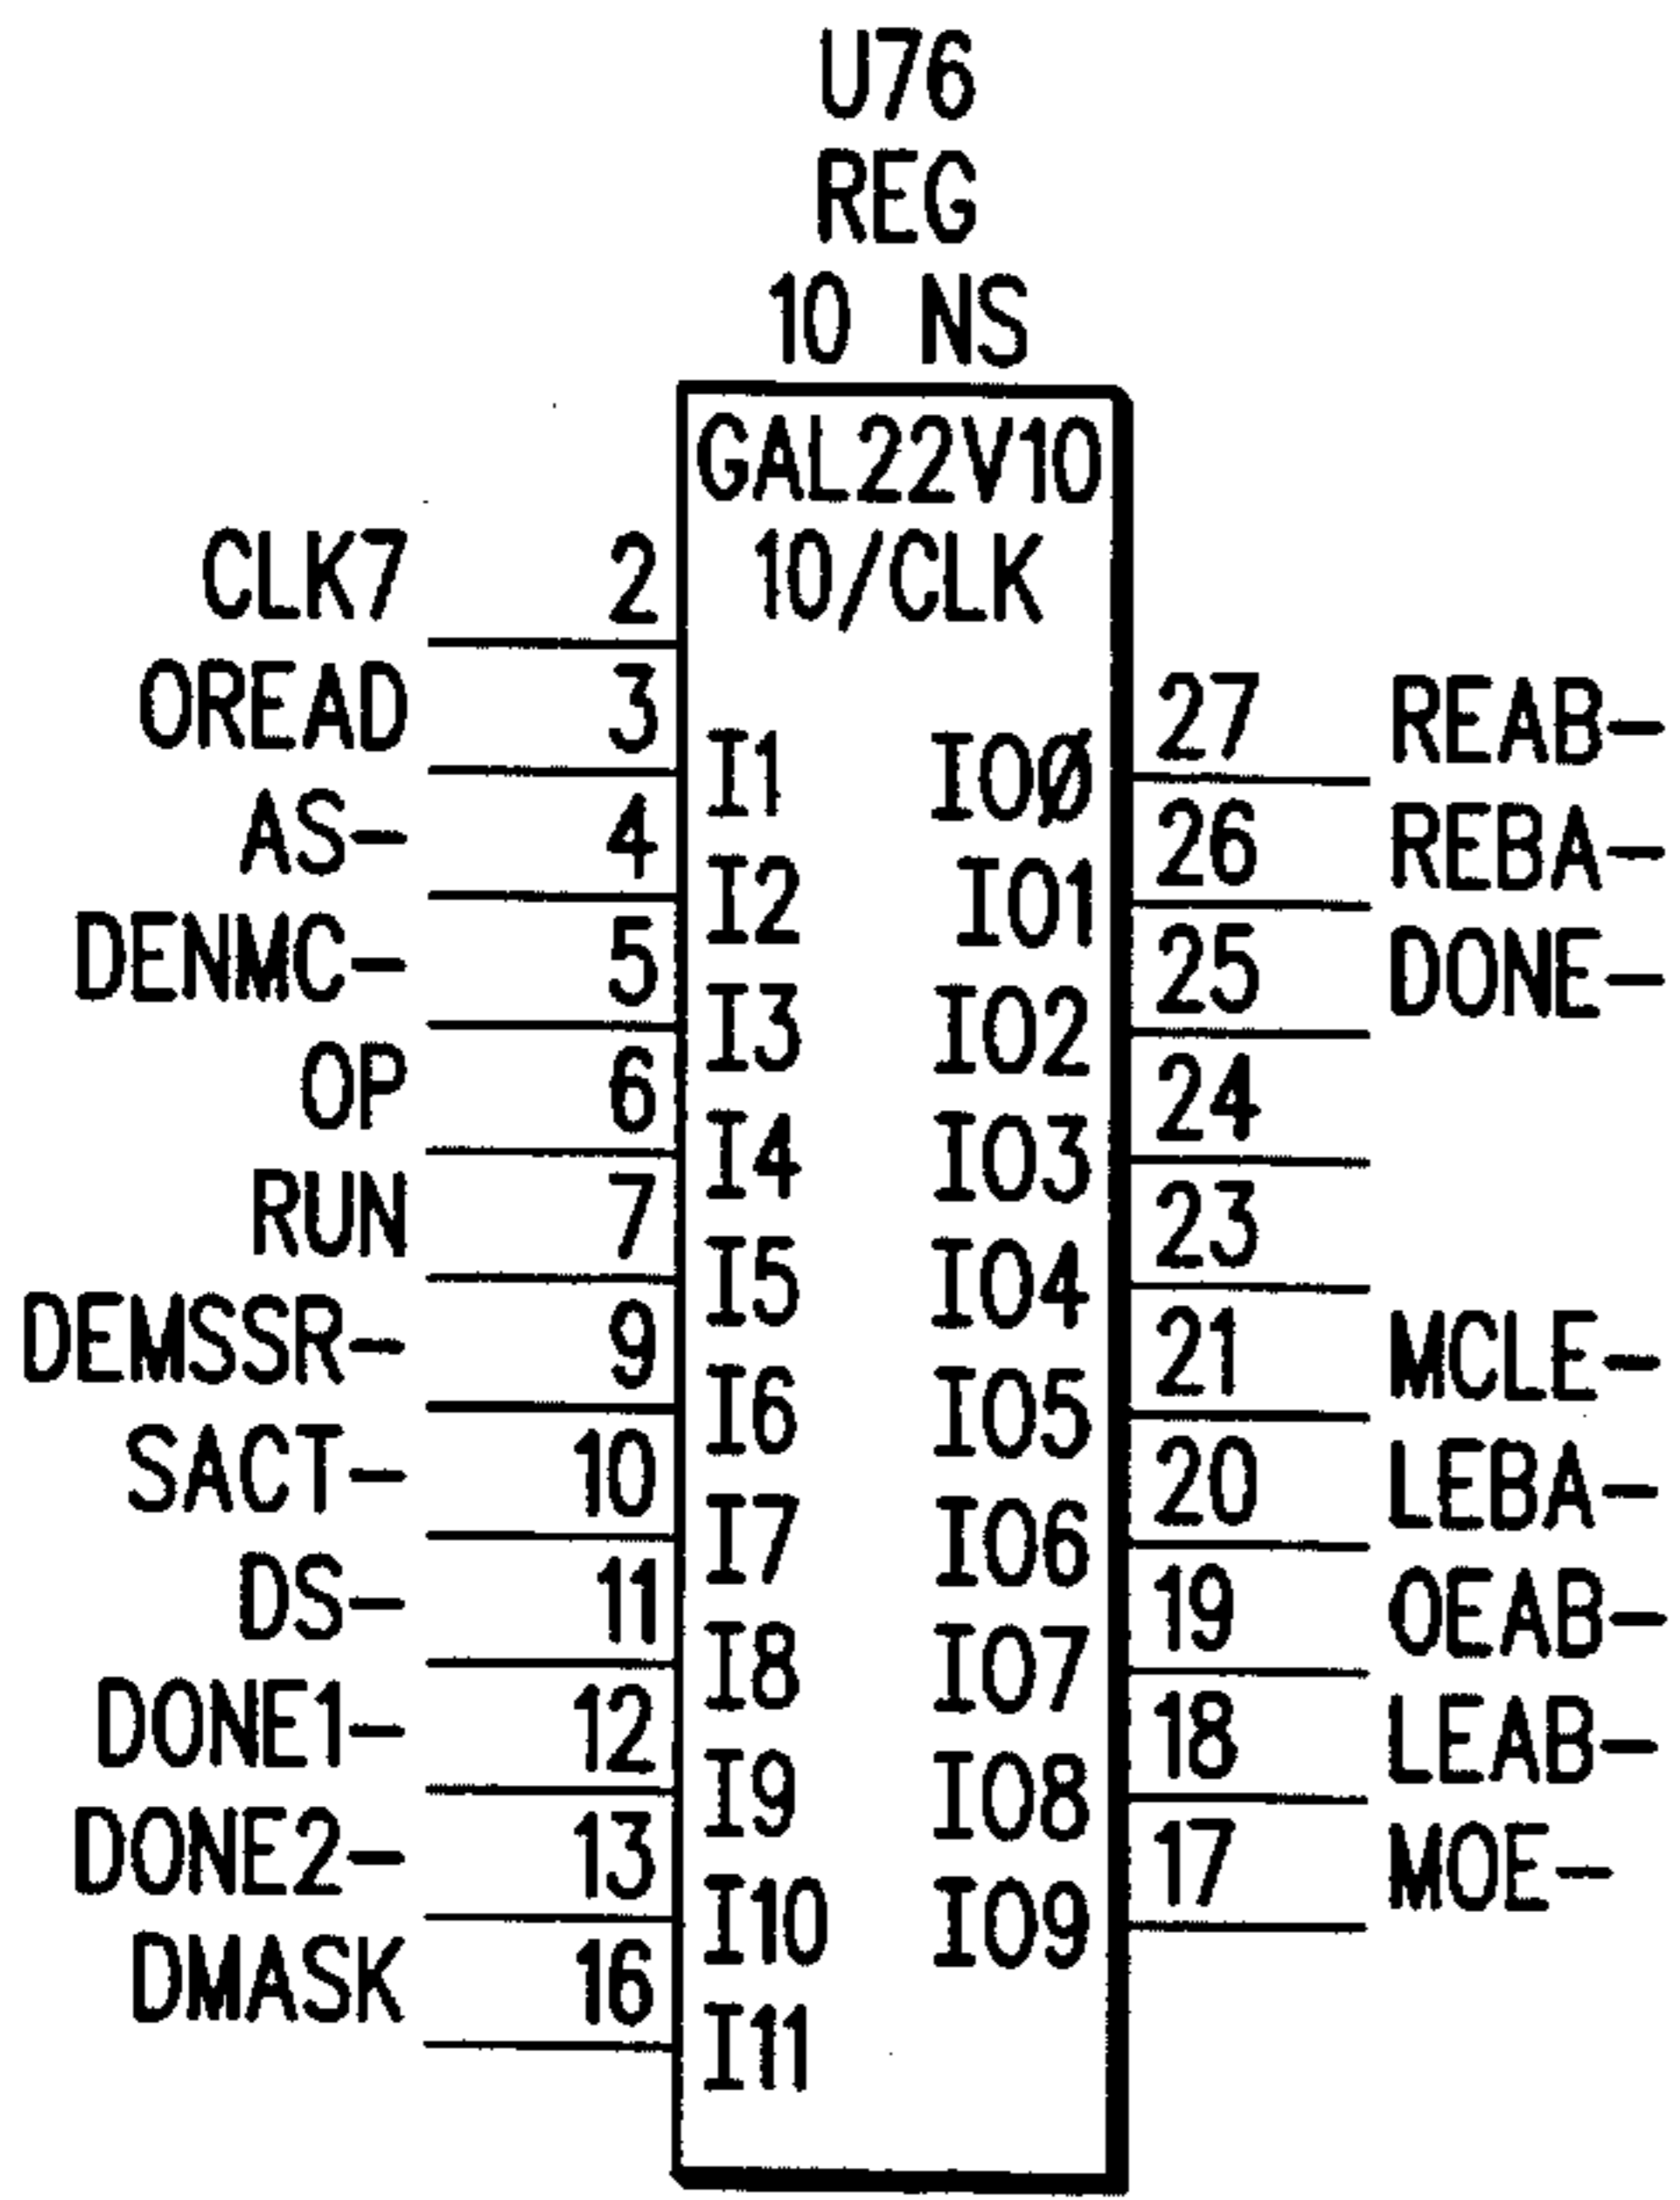 U76
REG
10 NS
GAL22V10
CLK7 2 10/CLK
OREAD 3 I1 IO0 27 REAB-
AS- 4 I2 IO1 26 REBA-
DENMC- 5 I3 IO2 25 DONE-
OP 6 I4 IO3 24
RUN 7 I5 IO4 23
DEMSSR- 9 I6 IO5 21 MCLE-
SACT- 10 I7 IO6 20 LEBA-
DS- 11 I8 IO7 19 OEAB-
DONE1- 12 I9 IO8 18 LEAB-
DONE2- 13 I10 IO9 17 MOE-
DMASK 16 I11